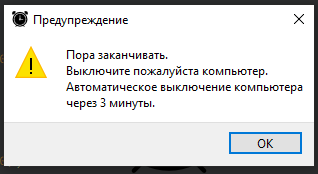 Предупреждение
Пора заканчивать.
Выключите пожалуйста компьютер.
Автоматическое выключение компьютера
через 3 минуты.
OK